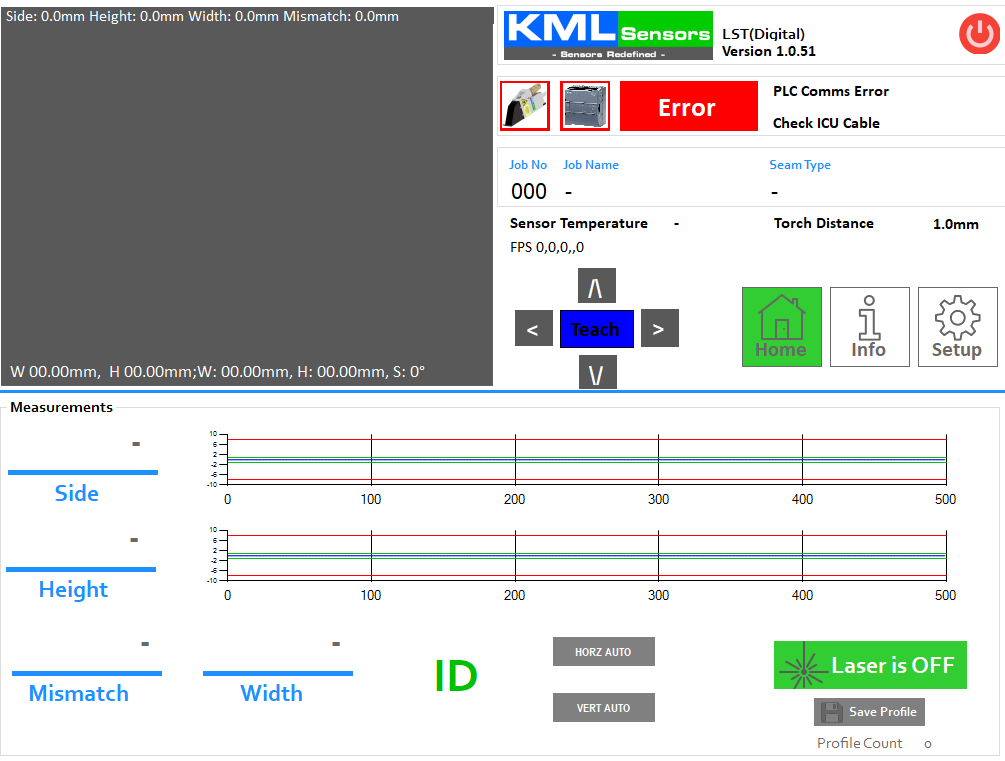 Side: 0.0mm Height: 0.0mm Width: 0.0mm Mismatch: 0.0mm
W 00.00mm,  H 00.00mm;W: 00.00mm, H: 00.00mm, S: 0°
KML Sensors
- Sensors Redefined -
LST(Digital)
Version 1.0.51
Error
PLC Comms Error
Check ICU Cable
Job No Job Name Seam Type
000 - -
Sensor Temperature - Torch Distance 1.0mm
FPS 0,0,0,,0
/\
< Teach >
\/
Home Info Setup
Measurements
-
Side
10
6
2
-2
-6
-10
0 100 200 300 400 500
-
Height
10
6
2
-2
-6
-10
0 100 200 300 400 500
-
Mismatch
-
Width
ID
HORZ AUTO
VERT AUTO
Laser is OFF
Save Profile
Profile Count 0